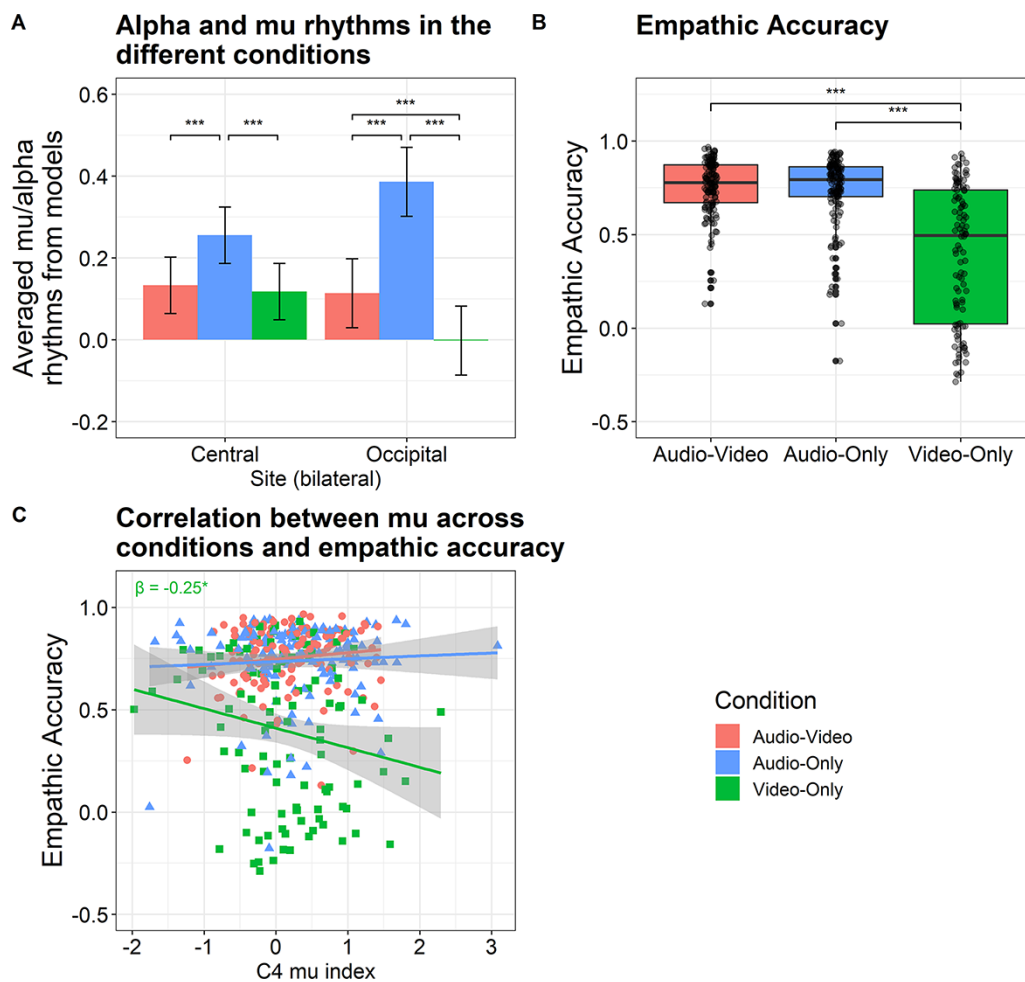 A
Alpha and mu rhythms in the
different conditions
Averaged mu/alpha
rhythms from models
0.6
0.4
0.2
0.0
-0.2
***
***
***
***
***
Central
Occipital
Site (bilateral)
B
Empathic Accuracy
Empathic Accuracy
1.0
0.5
0.0
-0.5
***
***
Audio-Video
Audio-Only
Video-Only
C
Correlation between mu across
conditions and empathic accuracy
β = -0.25*
Empathic Accuracy
1.0
0.5
0.0
-0.5
-2
-1
0
1
2
3
C4 mu index
Condition
Audio-Video
Audio-Only
Video-Only